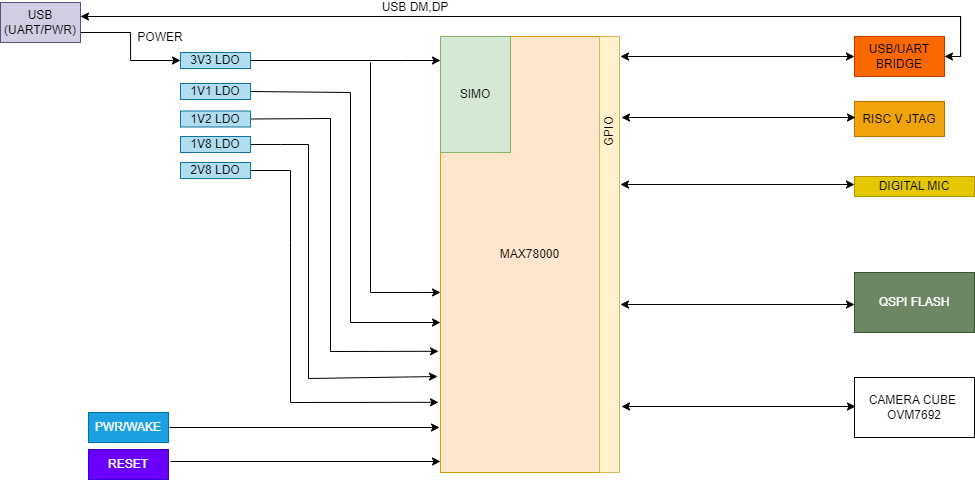 USB DM,DP
USB
(UART/PWR)
POWER
3V3 LDO
1V1 LDO
1V2 LDO
1V8 LDO
2V8 LDO
SIMO
GPIO
MAX78000
USB/UART
BRIDGE
RISC V JTAG
DIGITAL MIC
QSPI FLASH
CAMERA CUBE
OVM7692
PWR/WAKE
RESET